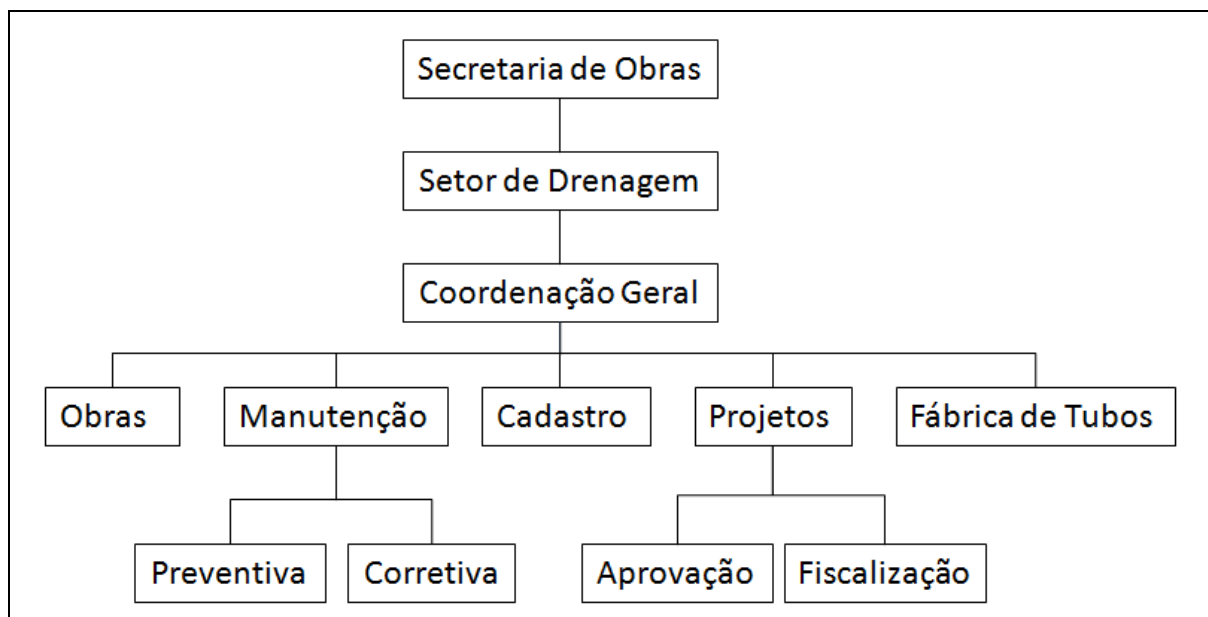 Secretaria de Obras
Setor de Drenagem
Coordenação Geral
Obras
Manutenção
Cadastro
Projetos
Fábrica de Tubos
Preventiva
Corretiva
Aprovação
Fiscalização